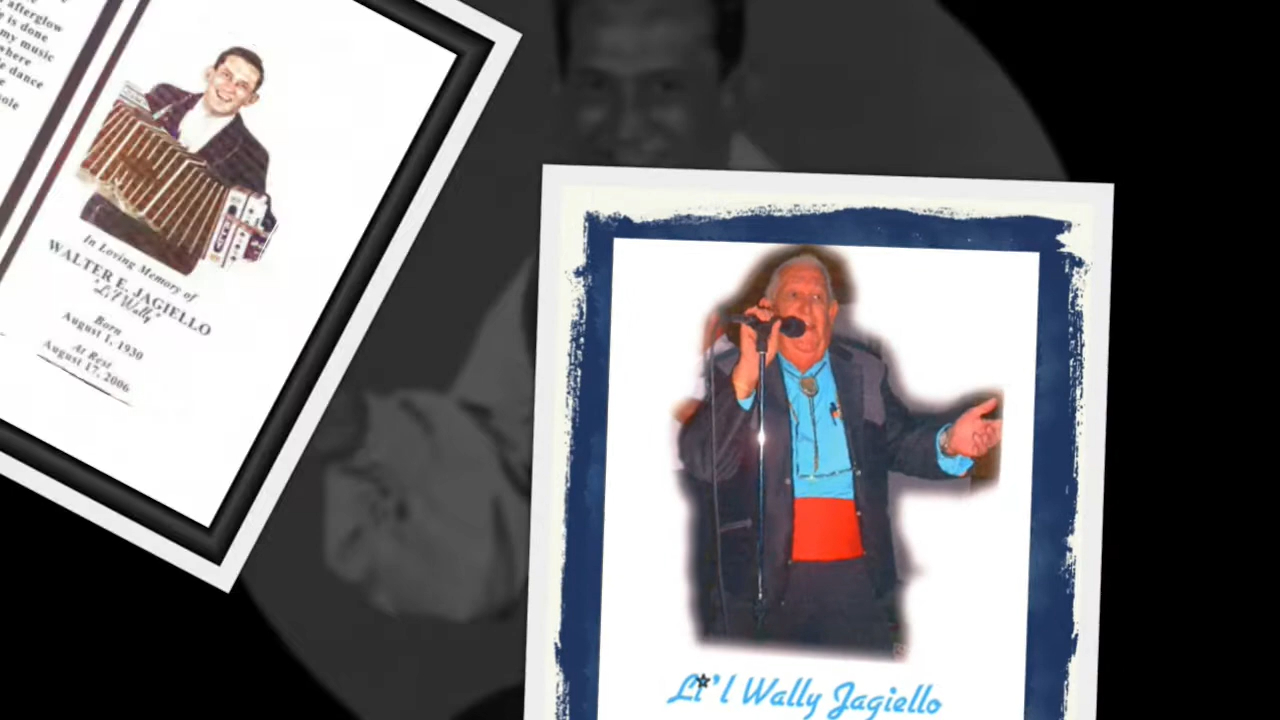 afterglow
is done
my music
where
dance
sole
In Loving Memory of
WALTER E. JAGIELLO
"Li'l Wally"
Born
August 1, 1930
At Rest
August 17, 2006
Li'l Wally Jagiello